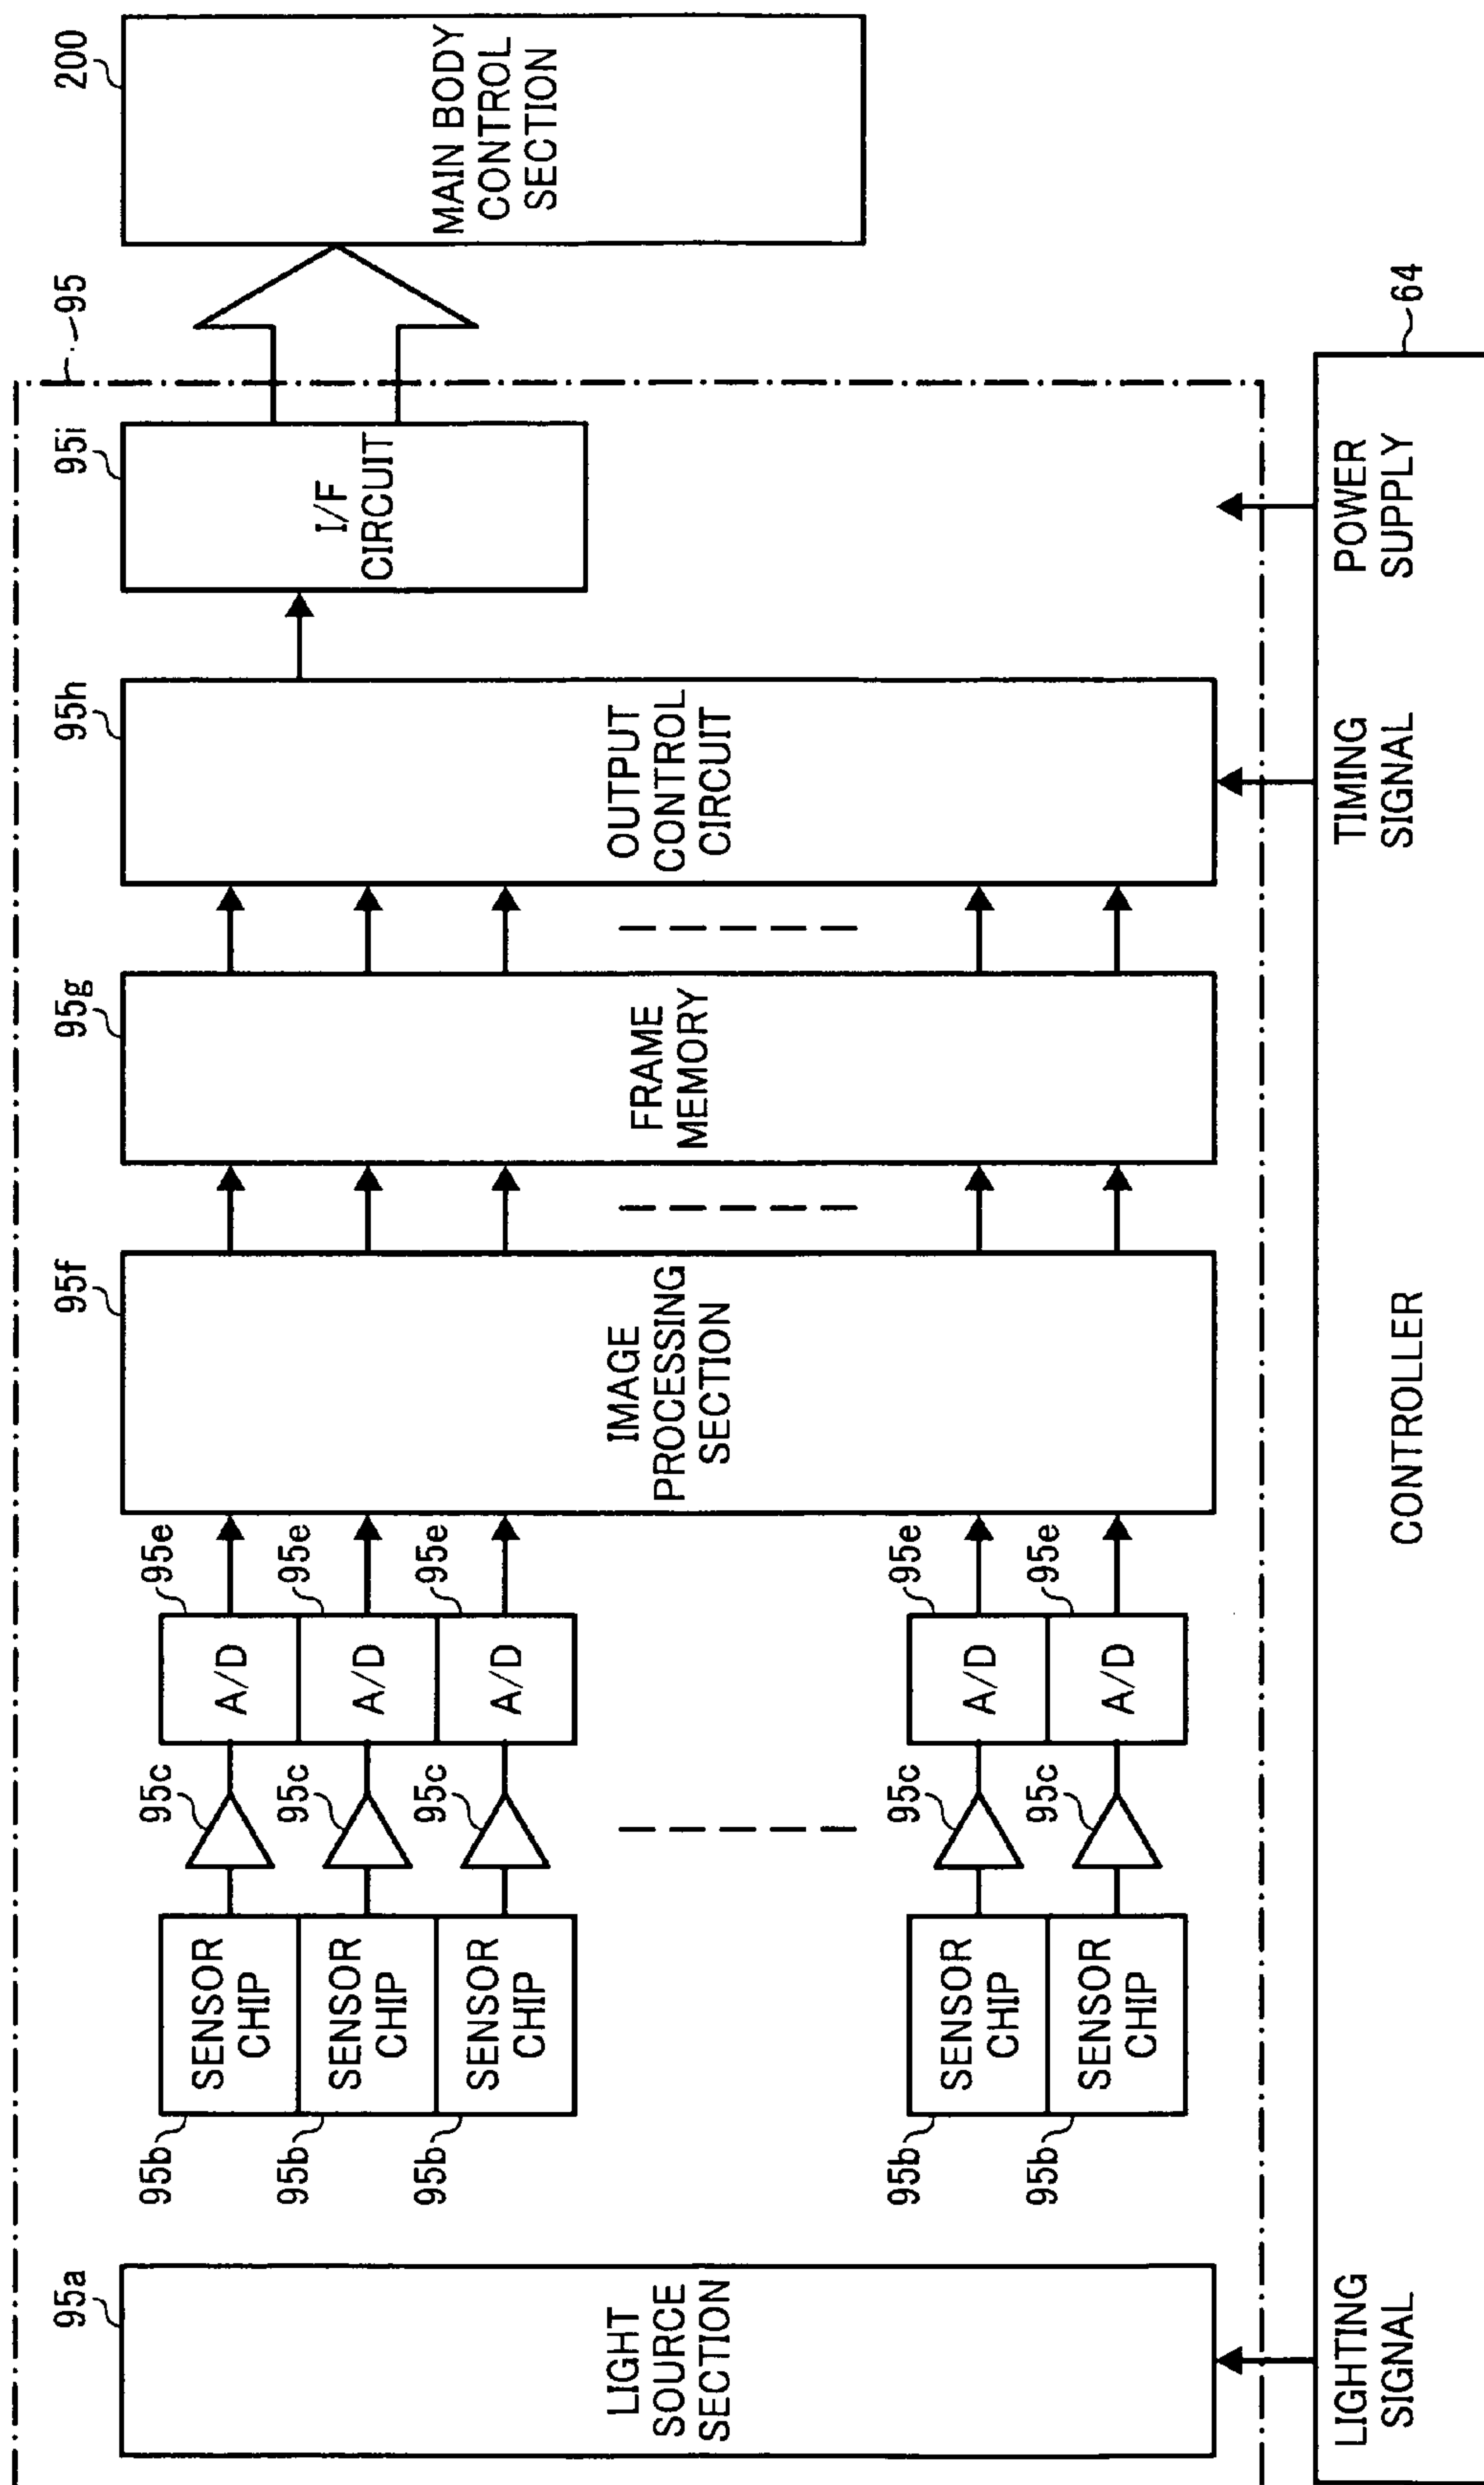 95
200
95a
LIGHT
SOURCE
SECTION
95b
SENSOR
CHIP
95b
SENSOR
CHIP
95b
SENSOR
CHIP
95b
SENSOR
CHIP
95b
SENSOR
CHIP
95c
95c
95c
95c
95c
95e
A/D
95e
A/D
95e
A/D
95e
A/D
95e
A/D
95f
IMAGE
PROCESSING
SECTION
95g
FRAME
MEMORY
95h
OUTPUT
CONTROL
CIRCUIT
95i
I/F
CIRCUIT
MAIN BODY
CONTROL
SECTION
LIGHTING
SIGNAL
CONTROLLER
TIMING
SIGNAL
POWER
SUPPLY
64